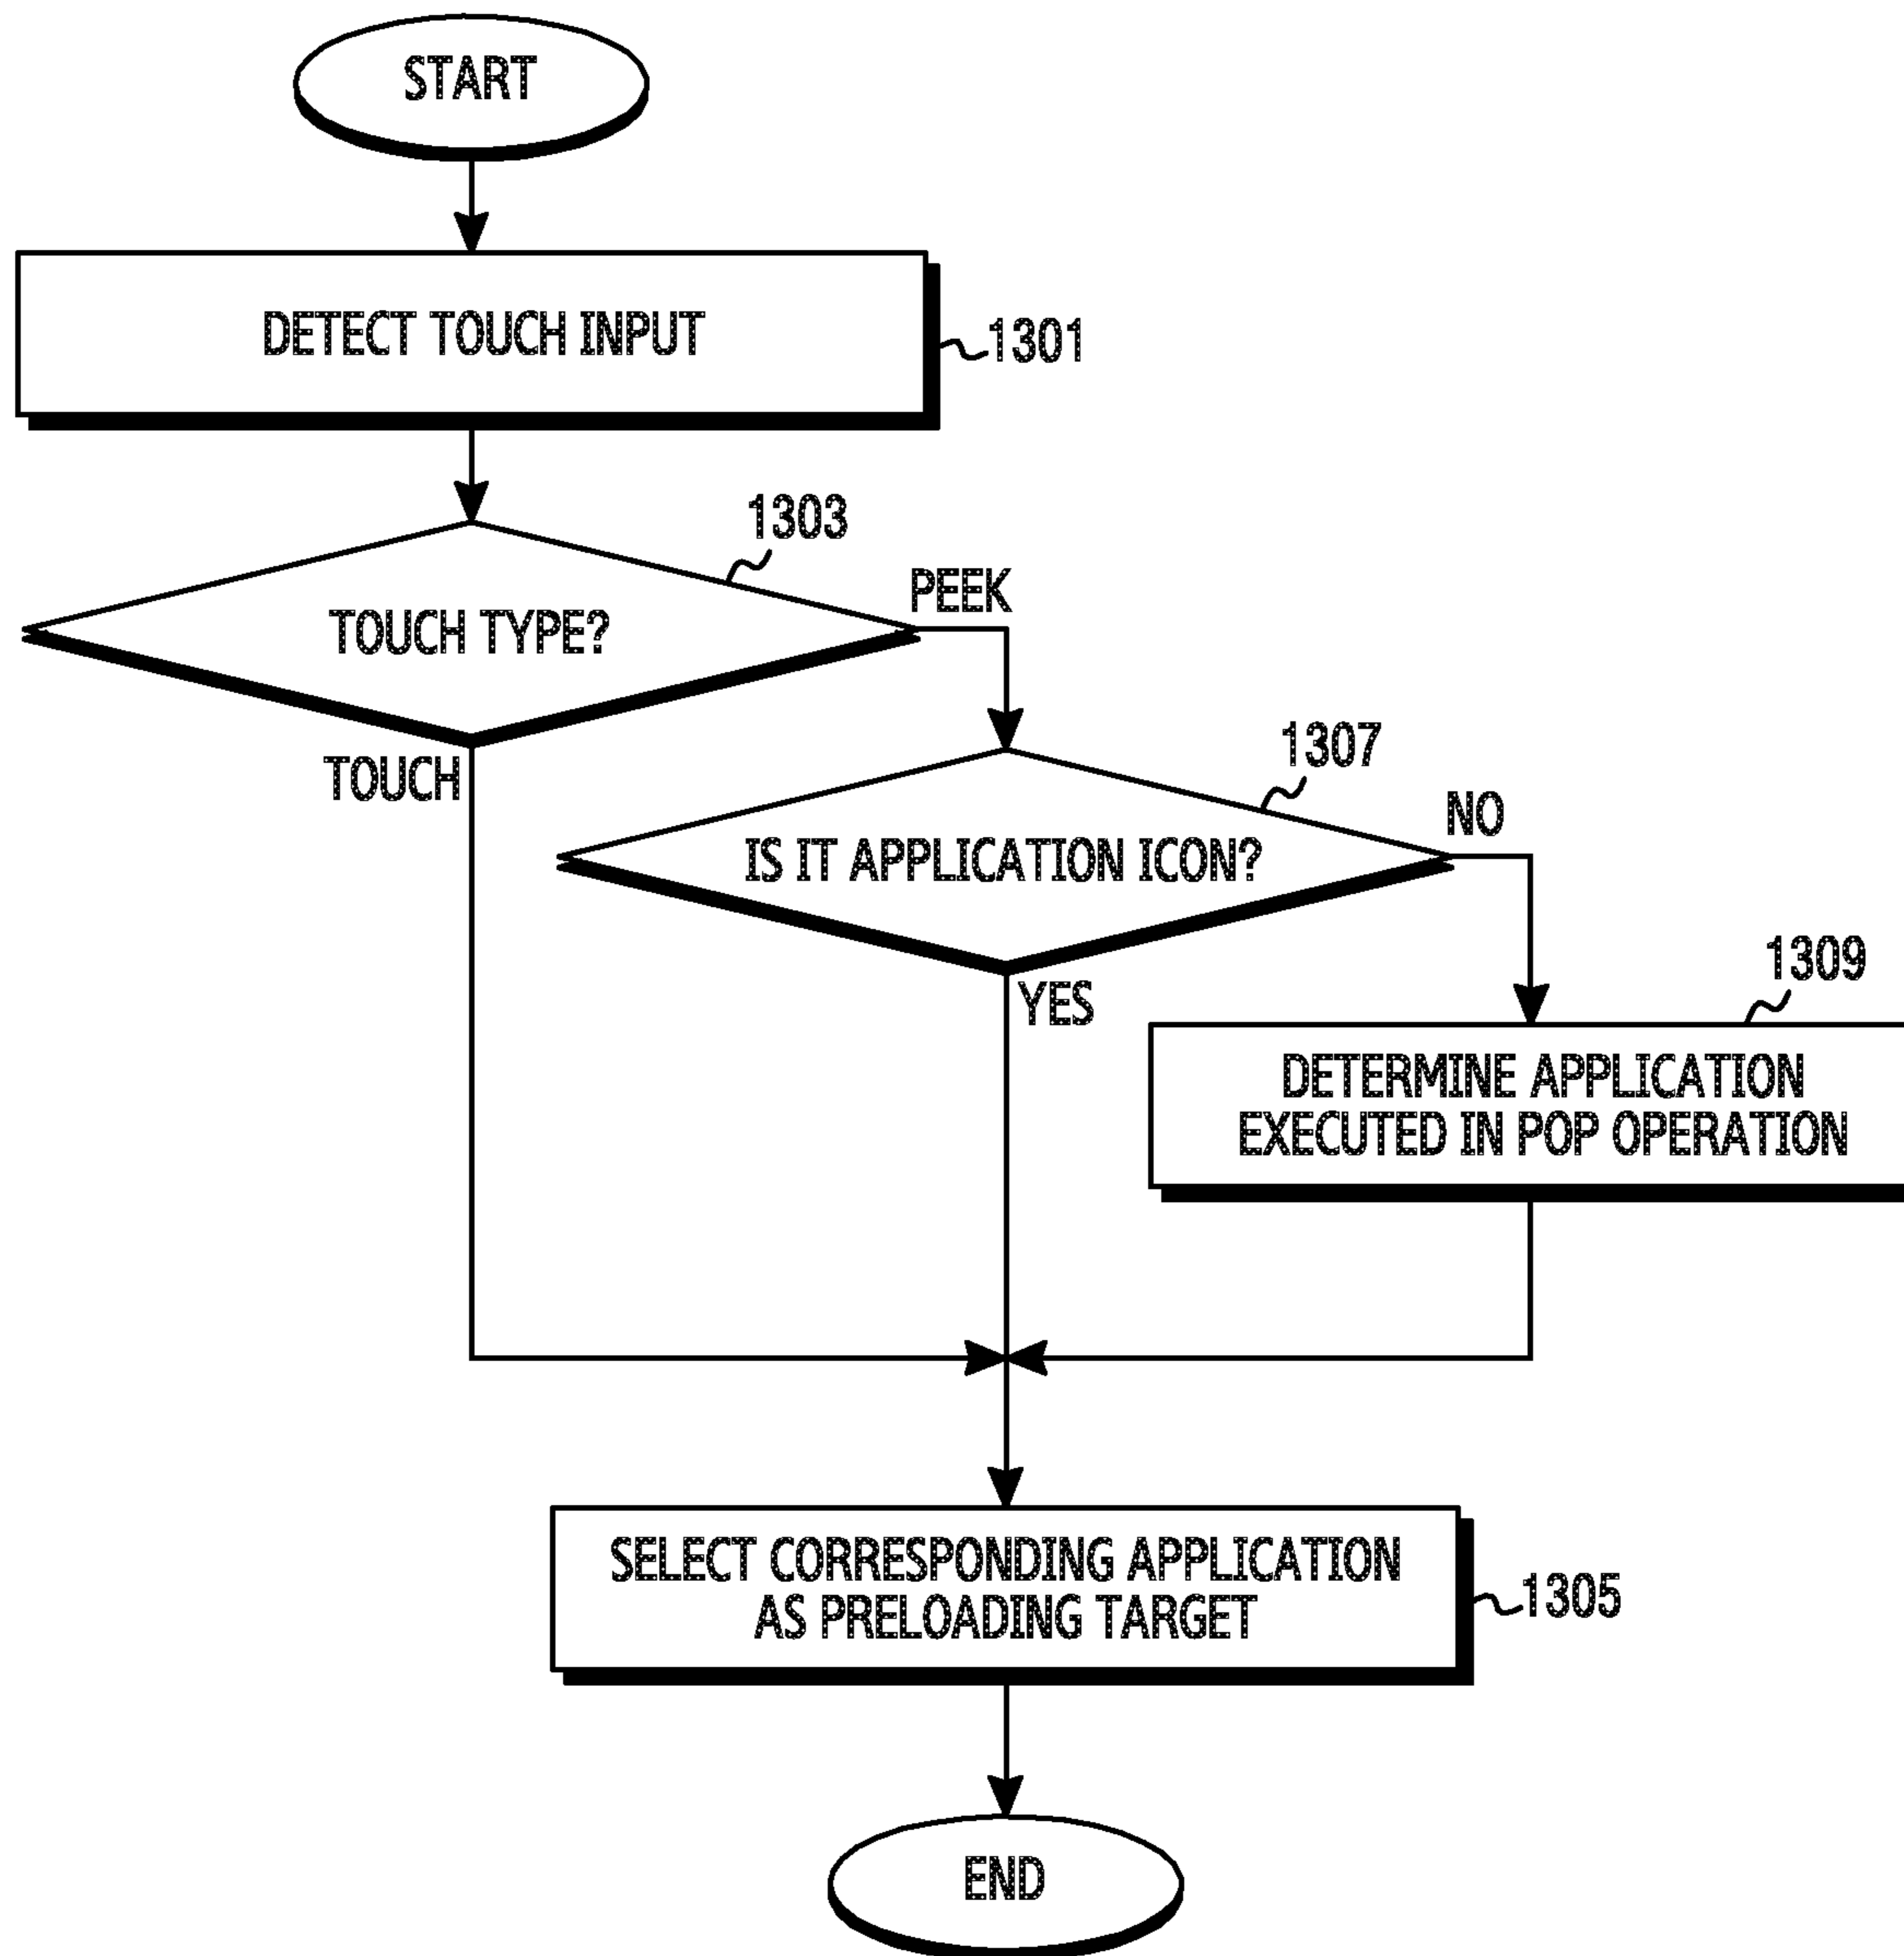 START
DETECT TOUCH INPUT
1301
1303
TOUCH TYPE?
PEEK
TOUCH
1307
IS IT APPLICATION ICON?
NO
YES
1309
DETERMINE APPLICATION
EXECUTED IN POP OPERATION
SELECT CORRESPONDING APPLICATION
AS PRELOADING TARGET
1305
END